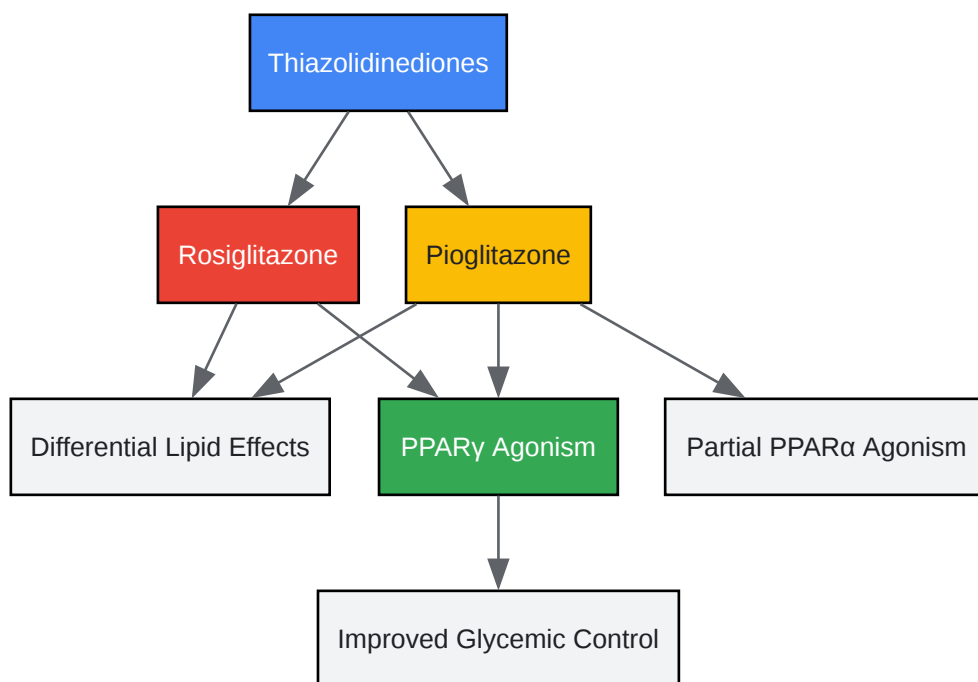 Thiazolidinediones
Rosiglitazone
Pioglitazone
Differential Lipid Effects
PPARγ Agonism
Partial PPARα Agonism
Improved Glycemic Control